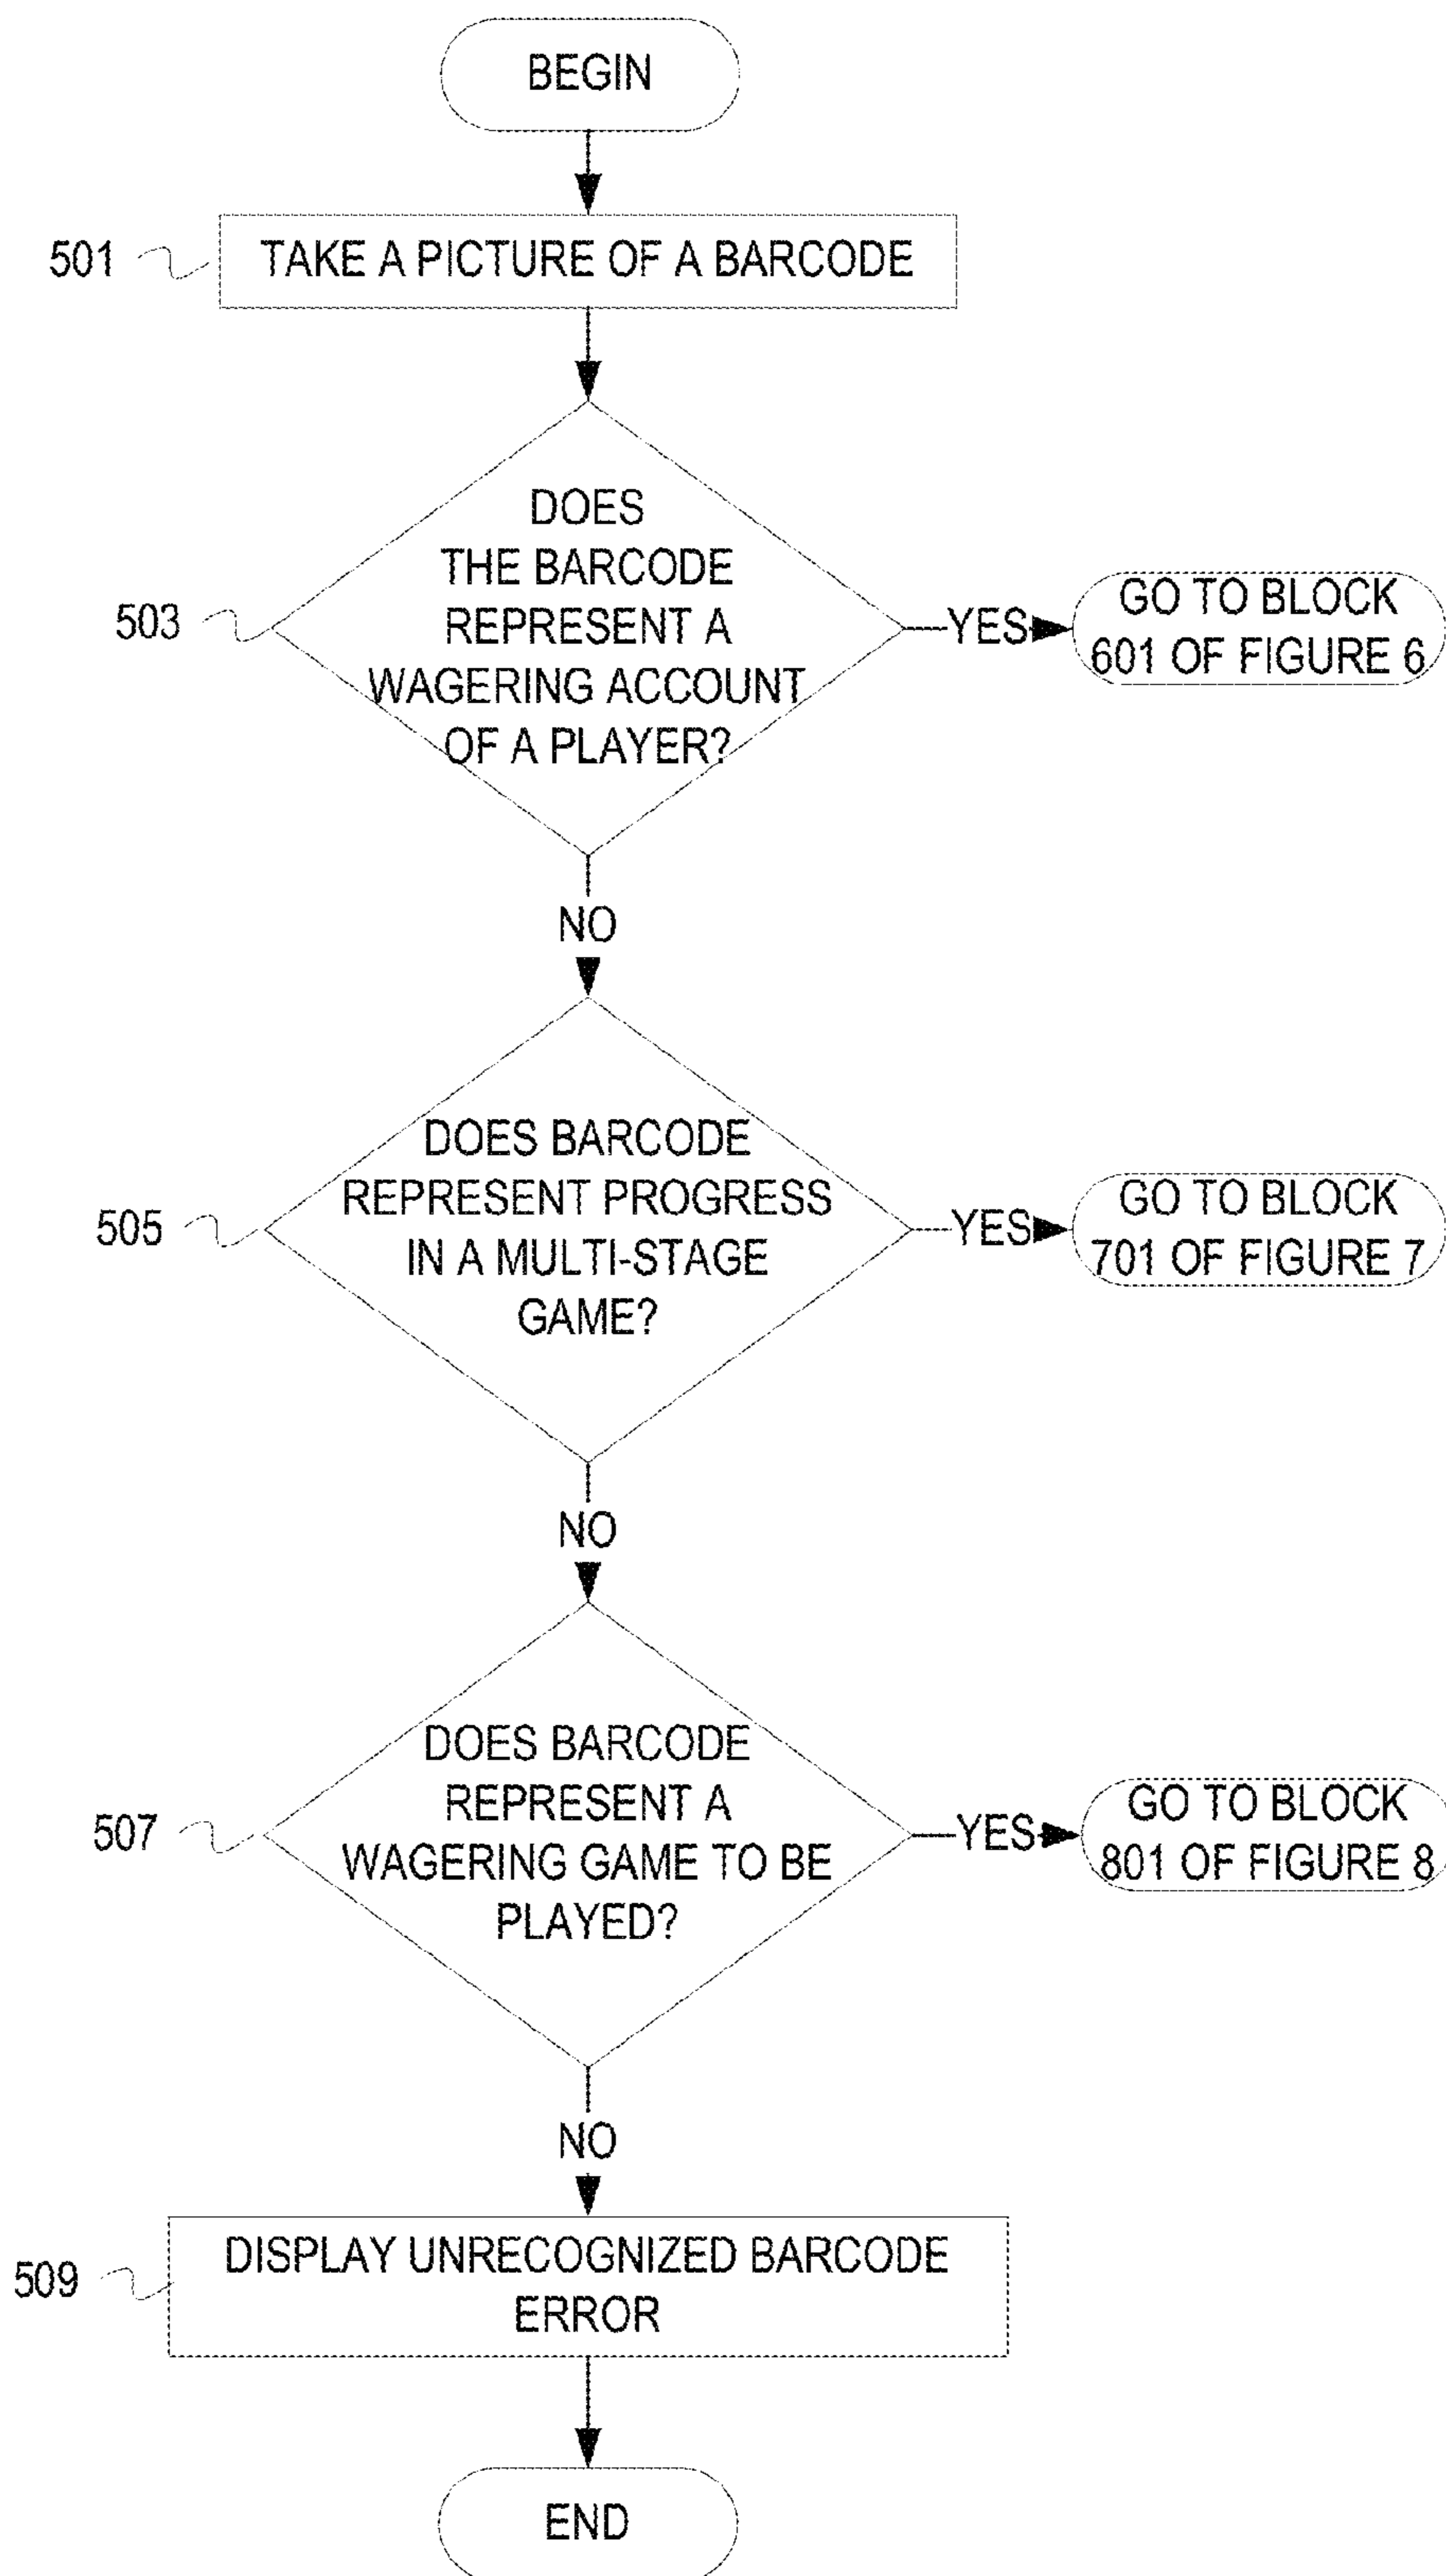 BEGIN
501
TAKE A PICTURE OF A BARCODE
DOES
THE BARCODE
REPRESENT A
WAGERING ACCOUNT
OF A PLAYER?
503
YES
GO TO BLOCK
601 OF FIGURE 6
NO
DOES BARCODE
REPRESENT PROGRESS
IN A MULTI-STAGE
GAME?
505
YES
GO TO BLOCK
701 OF FIGURE 7
NO
DOES BARCODE
REPRESENT A
WAGERING GAME TO BE
PLAYED?
507
YES
GO TO BLOCK
801 OF FIGURE 8
NO
509
DISPLAY UNRECOGNIZED BARCODE
ERROR
END